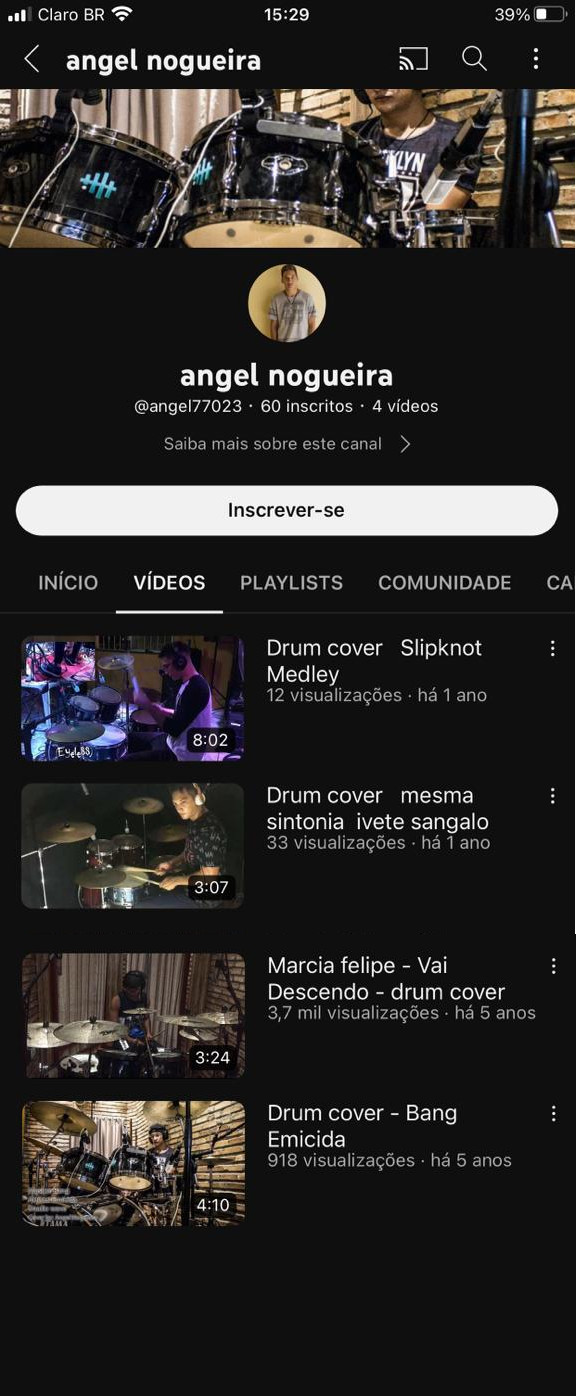 Claro BR 15:29 39%
angel nogueira
KLYN
angel nogueira
@angel77023 · 60 inscritos · 4 vídeos
Saiba mais sobre este canal
Inscrever-se
INÍCIO VÍDEOS PLAYLISTS COMUNIDADE CA
Drum cover Slipknot
Medley
12 visualizações · há 1 ano
8:02
Drum cover mesma
sintonia ivete sangalo
33 visualizações · há 1 ano
3:07
Marcia felipe - Vai
Descendo - drum cover
3,7 mil visualizações · há 5 anos
3:24
Drum cover - Bang
Emicida
918 visualizações · há 5 anos
4:10
TAMA